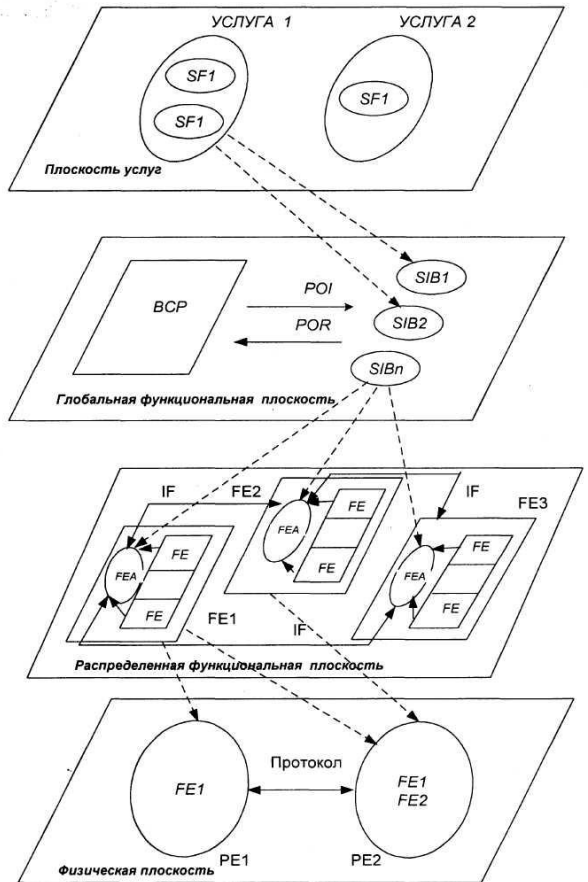 УСЛУГА 1 УСЛУГА 2
SF1
SF1
SF1
Плоскость услуг
SIB1
BCP
POI
SIB2
POR
SIBn
Глобальная функциональная плоскость
IF FE2 IF
FE3
FE
FEA
FE
FE
FEA
FE
FE
FEA
FE
FE1
IF
Распределенная функциональная плоскость
Протокол
FE1
FE1
FE2
PE1 PE2
Физическая плоскость